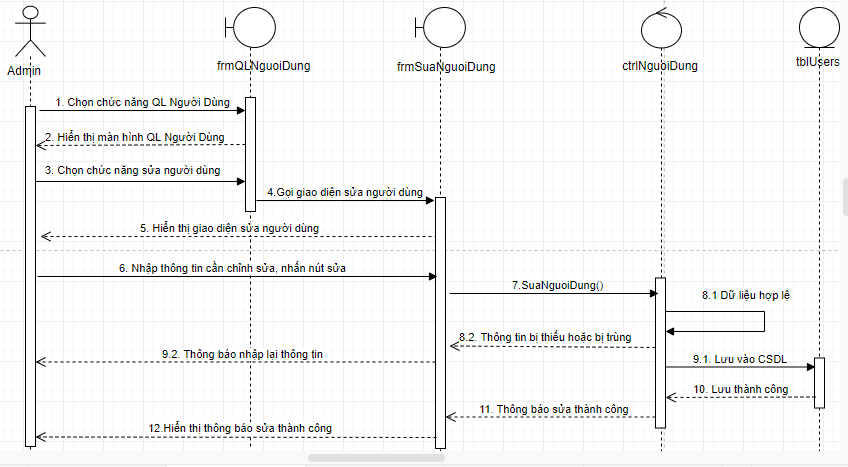 Admin
frmQLNguoiDung
frmSuaNguoiDung
ctrlNguoiDung
tblUsers
1. Chọn chức năng QL Người Dùng
2. Hiển thị màn hình QL Người Dùng
3. Chọn chức năng sửa người dùng
4.Gọi giao diện sửa người dùng
5. Hiển thị giao diện sửa người dùng
6. Nhập thông tin cần chỉnh sửa, nhấn nút sửa
7.SuaNguoiDung()
8.1 Dữ liệu hợp lệ
8.2. Thông tin bị thiếu hoặc bị trùng
9.2. Thông báo nhập lại thông tin
9.1. Lưu vào CSDL
10. Lưu thành công
11. Thông báo sửa thành công
12.Hiển thị thông báo sửa thành công